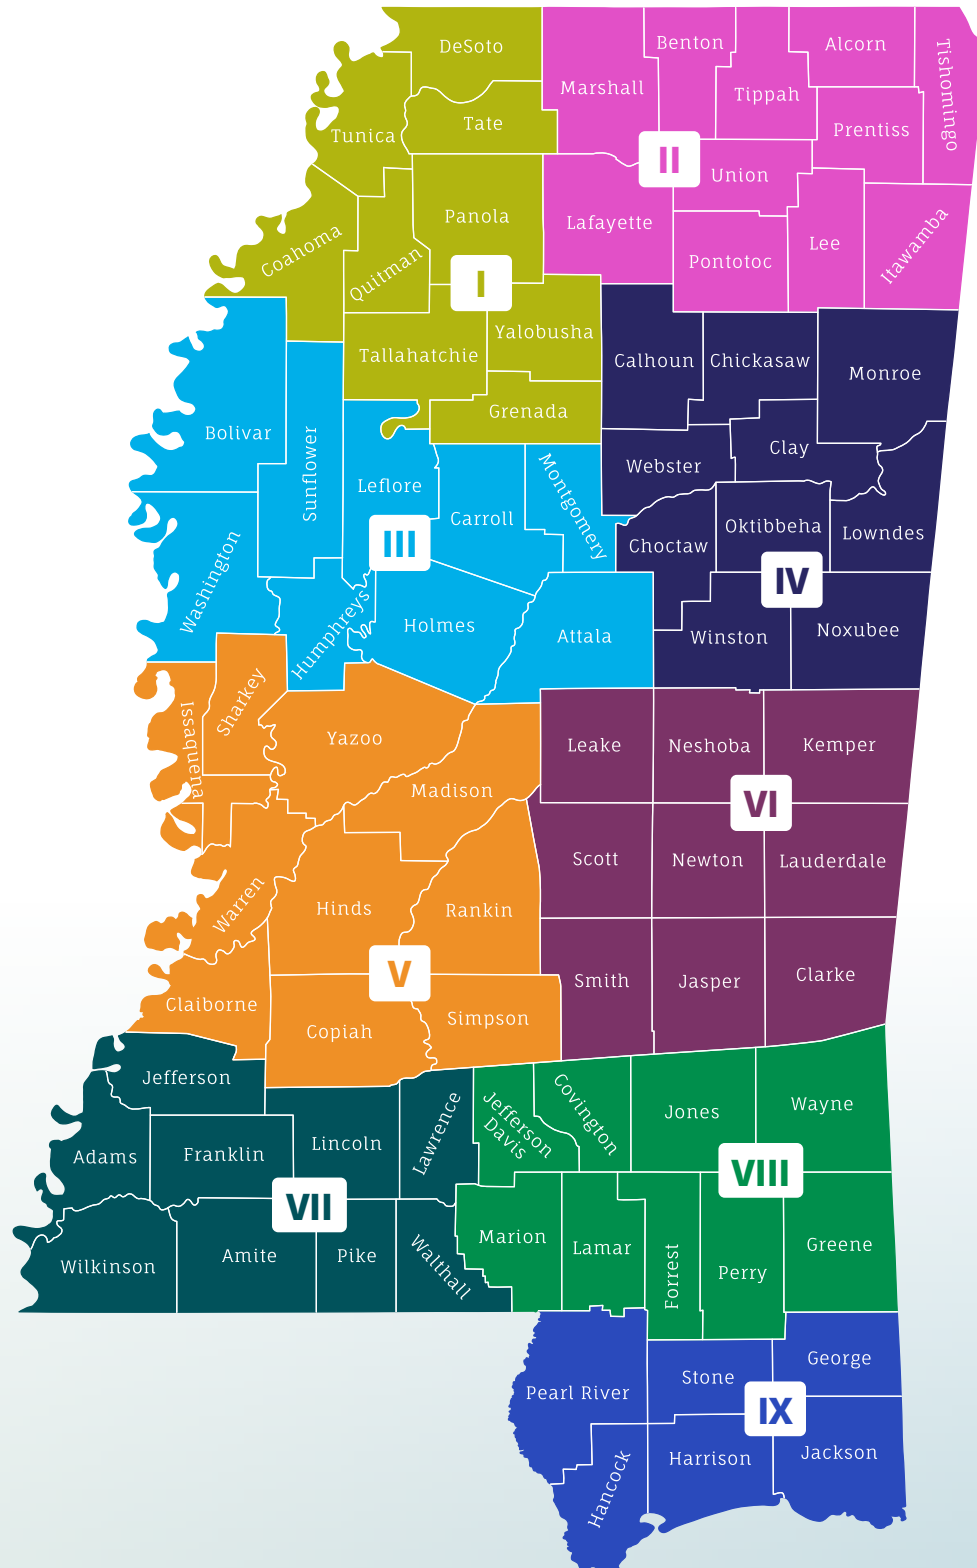 DeSoto
Benton
Alcorn
Tishomingo
Marshall
Tippah
Tate
Tunica
Prentiss
II
Union
Panola
Lafayette
Coahoma
Lee
Itawamba
Quitman
Pontotoc
I
Yalobusha
Tallahatchie
Calhoun
Chickasaw
Monroe
Grenada
Bolivar
Clay
Webster
Sunflower
Leflore
Montgomery
Carroll
Oktibbeha
Lowndes
III
Choctaw
Washington
IV
Humphreys
Holmes
Attala
Winston
Noxubee
Sharkey
Issaquena
Yazoo
Leake
Neshoba
Kemper
Madison
VI
Scott
Newton
Lauderdale
Warren
Hinds
Rankin
V
Smith
Jasper
Clarke
Claiborne
Copiah
Simpson
Jefferson
Lawrence
Jefferson
Davis
Covington
Jones
Wayne
Adams
Franklin
Lincoln
VIII
VII
Marion
Lamar
Greene
Wilkinson
Amite
Pike
Walthall
Forrest
Perry
George
Stone
Pearl River
IX
Harrison
Jackson
Hancock